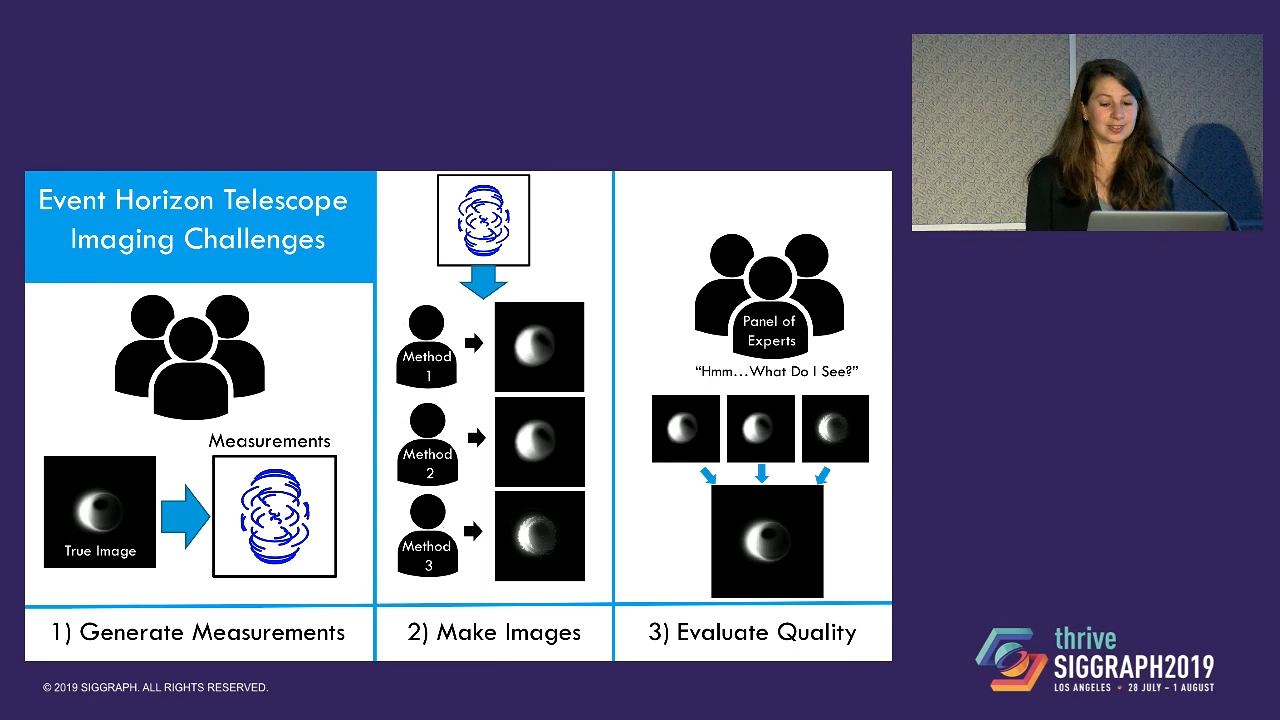 Event Horizon Telescope
Imaging Challenges
Measurements
True Image
1) Generate Measurements
Method
1
Method
2
Method
3
2) Make Images
Panel of
Experts
“Hmm...What Do I See?”
3) Evaluate Quality
thrive
SIGGRAPH2019
LOS ANGELES • 28 JULY – 1 AUGUST
© 2019 SIGGRAPH. ALL RIGHTS RESERVED.